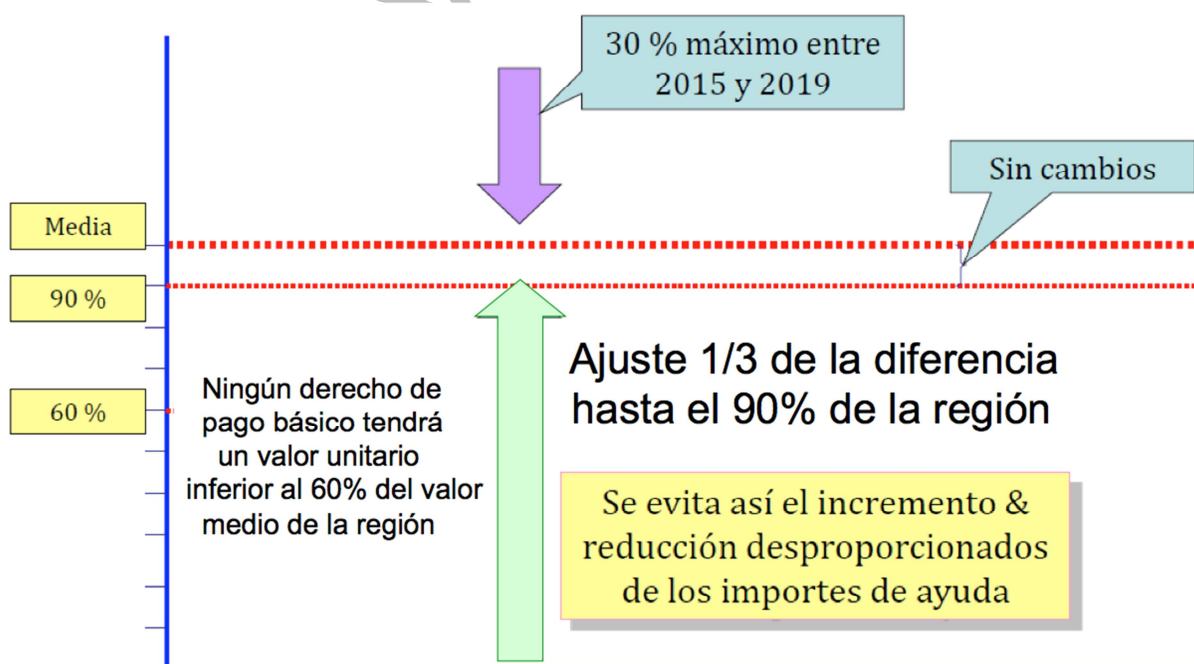 30 % máximo entre
2015 y 2019
Sin cambios
Media
90 %
60 %
Ningún derecho de
pago básico tendrá
un valor unitario
inferior al 60% del valor
medio de la región
Ajuste 1/3 de la diferencia
hasta el 90% de la región
Se evita así el incremento &
reducción desproporcionados
de los importes de ayuda